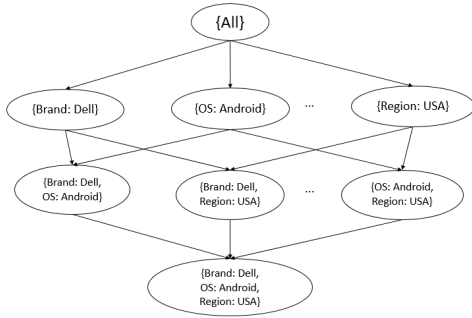 {All}
{Brand: Dell}
{OS: Android}
...
{Region: USA}
{Brand: Dell,
OS: Android}
{Brand: Dell,
Region: USA}
...
{OS: Android,
Region: USA}
{Brand: Dell,
OS: Android,
Region: USA}